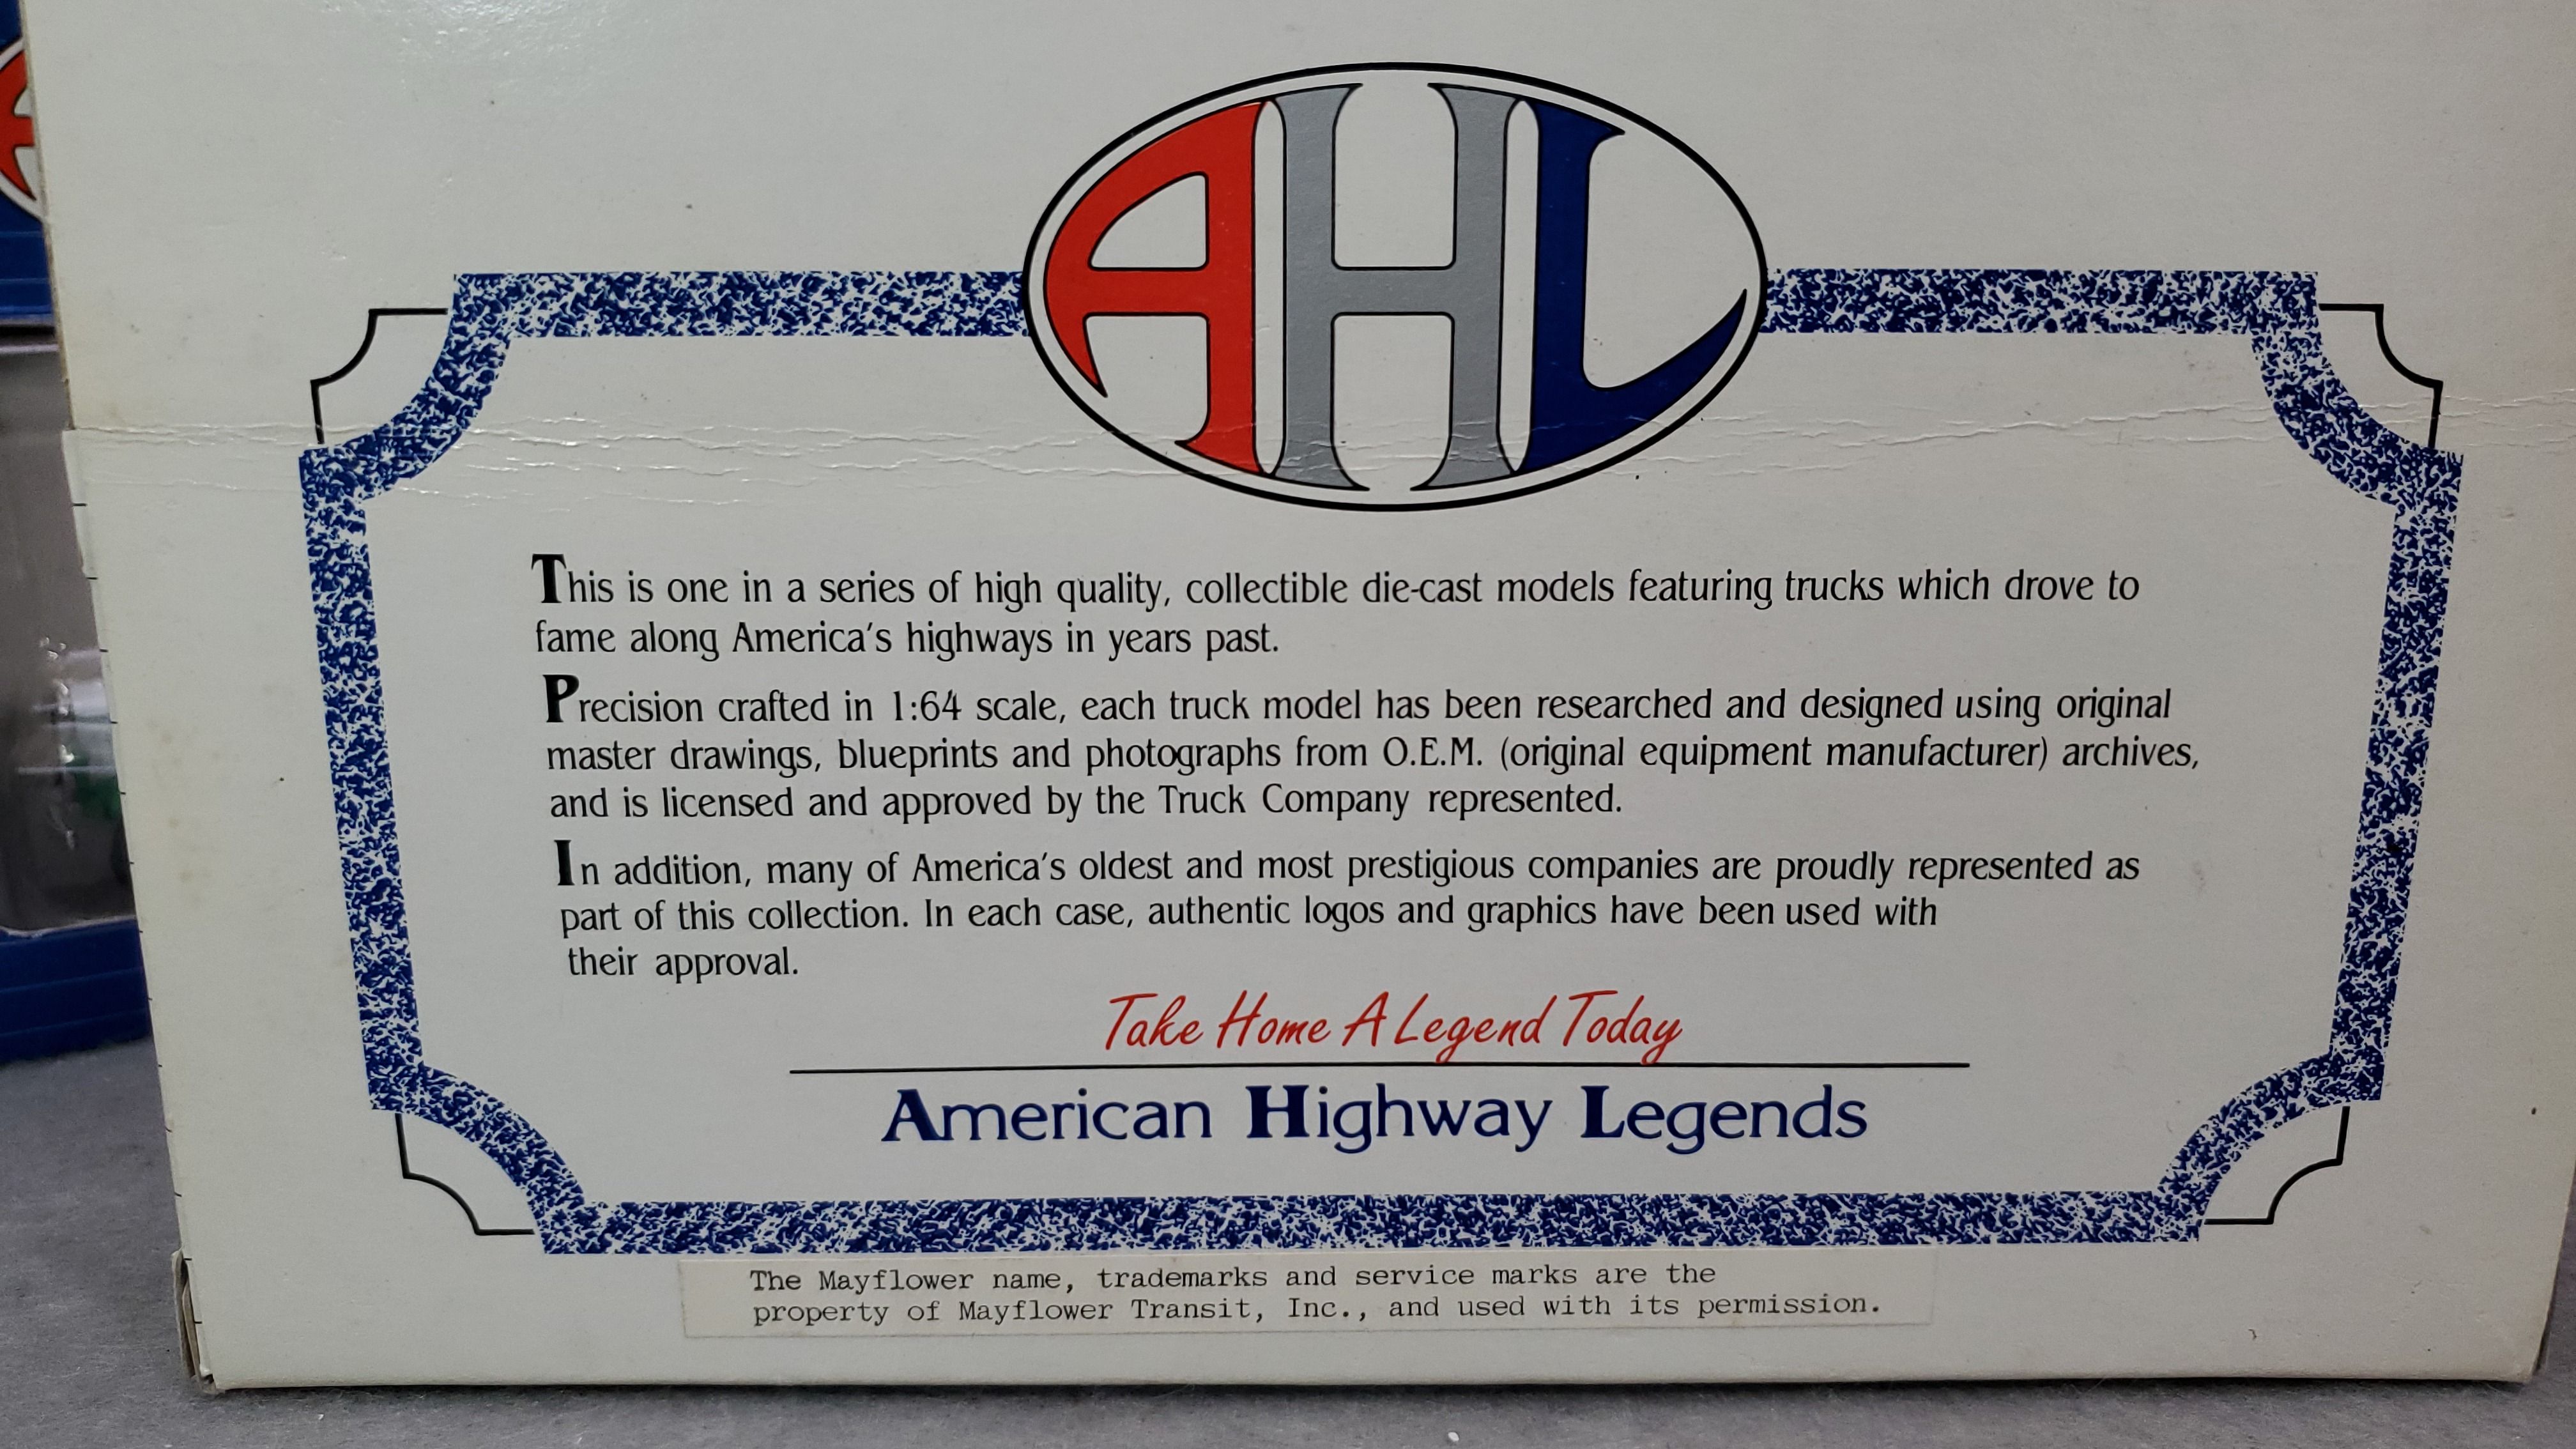 AHL
This is one in a series of high quality, collectible die-cast models featuring trucks which drove to
fame along America's highways in years past.
Precision crafted in 1:64 scale, each truck model has been researched and designed using original
master drawings, blueprints and photographs from O.E.M. (original equipment manufacturer) archives,
and is licensed and approved by the Truck Company represented.
In addition, many of America's oldest and most prestigious companies are proudly represented as
part of this collection. In each case, authentic logos and graphics have been used with
their approval.
Take Home A Legend Today
American Highway Legends
The Mayflower name, trademarks and service marks are the
property of Mayflower Transit, Inc., and used with its permission.